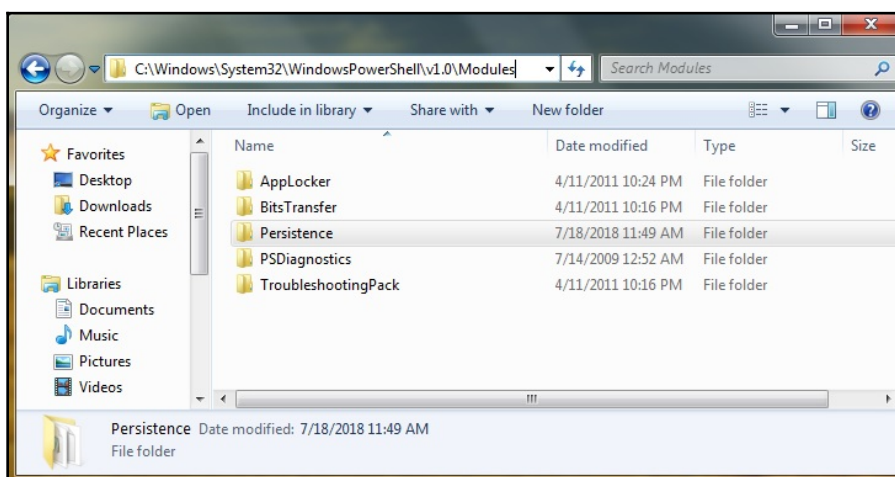 C:\Windows\System32\WindowsPowerShell\v1.0\Modules Search Modules
Organize Open Include in library Share with New folder
Favorites
Desktop
Downloads
Recent Places
Libraries
Documents
Music
Pictures
Videos
Name Date modified Type Size
AppLocker 4/11/2011 10:24 PM File folder
BitsTransfer 4/11/2011 10:16 PM File folder
Persistence 7/18/2018 11:49 AM File folder
PSDiagnostics 7/14/2009 12:52 AM File folder
TroubleshootingPack 4/11/2011 10:16 PM File folder
Persistence Date modified: 7/18/2018 11:49 AM
File folder